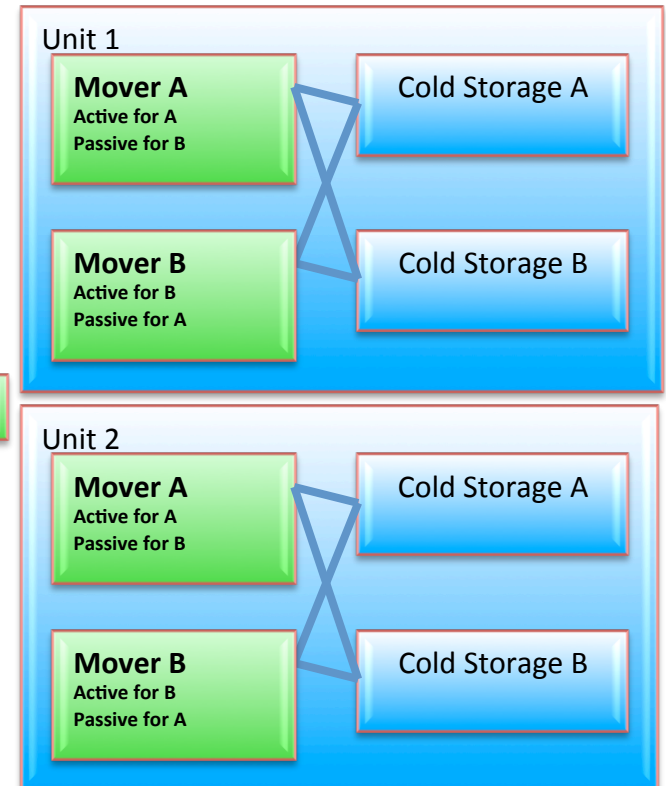 Unit 1
Mover A
Active for A
Passive for B
Cold Storage A
Mover B
Active for B
Passive for A
Cold Storage B
Unit 2
Mover A
Active for A
Passive for B
Cold Storage A
Mover B
Active for B
Passive for A
Cold Storage B